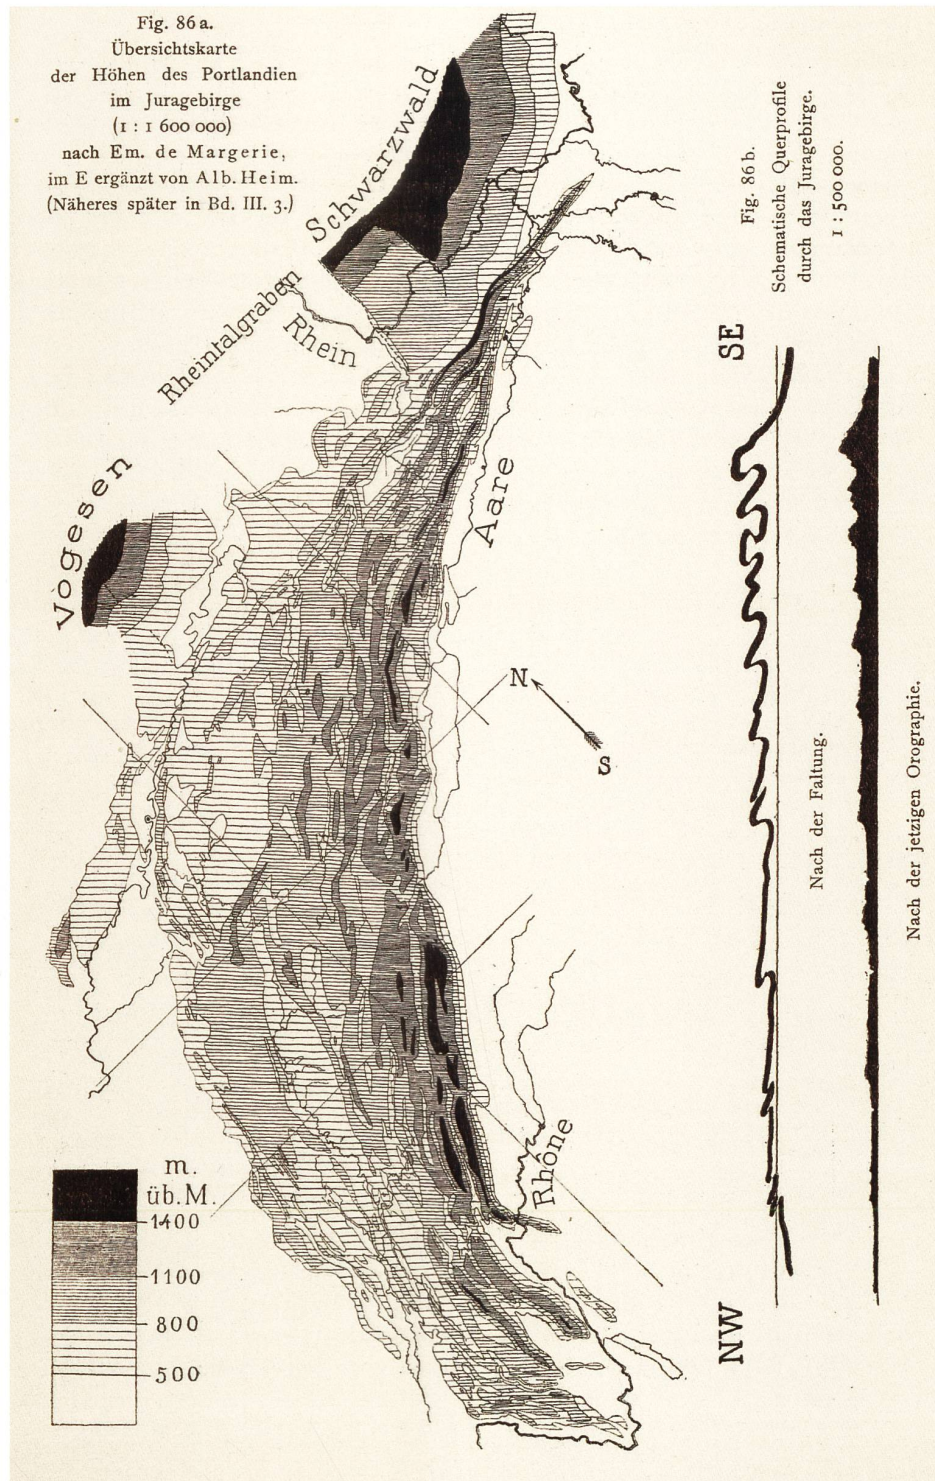 Fig. 86 a.
Übersichtskarte
der Höhen des Portlandien
im Juragebirge
(1 : 1 600 000)
nach Em. de Margerie,
im E ergänzt von Alb. Heim.
(Näheres später in Bd. III. 3.)
Schwarzwald
Rheintalgraben
Rhein
Vogesen
Aare
N
S
Rhône
m.
üb.M.
1400
1100
800
500
Fig. 86 b.
Schematische Querprofile
durch das Juragebirge.
1 : 500 000.
SE
NW
Nach der Faltung.
Nach der jetzigen Orographie.